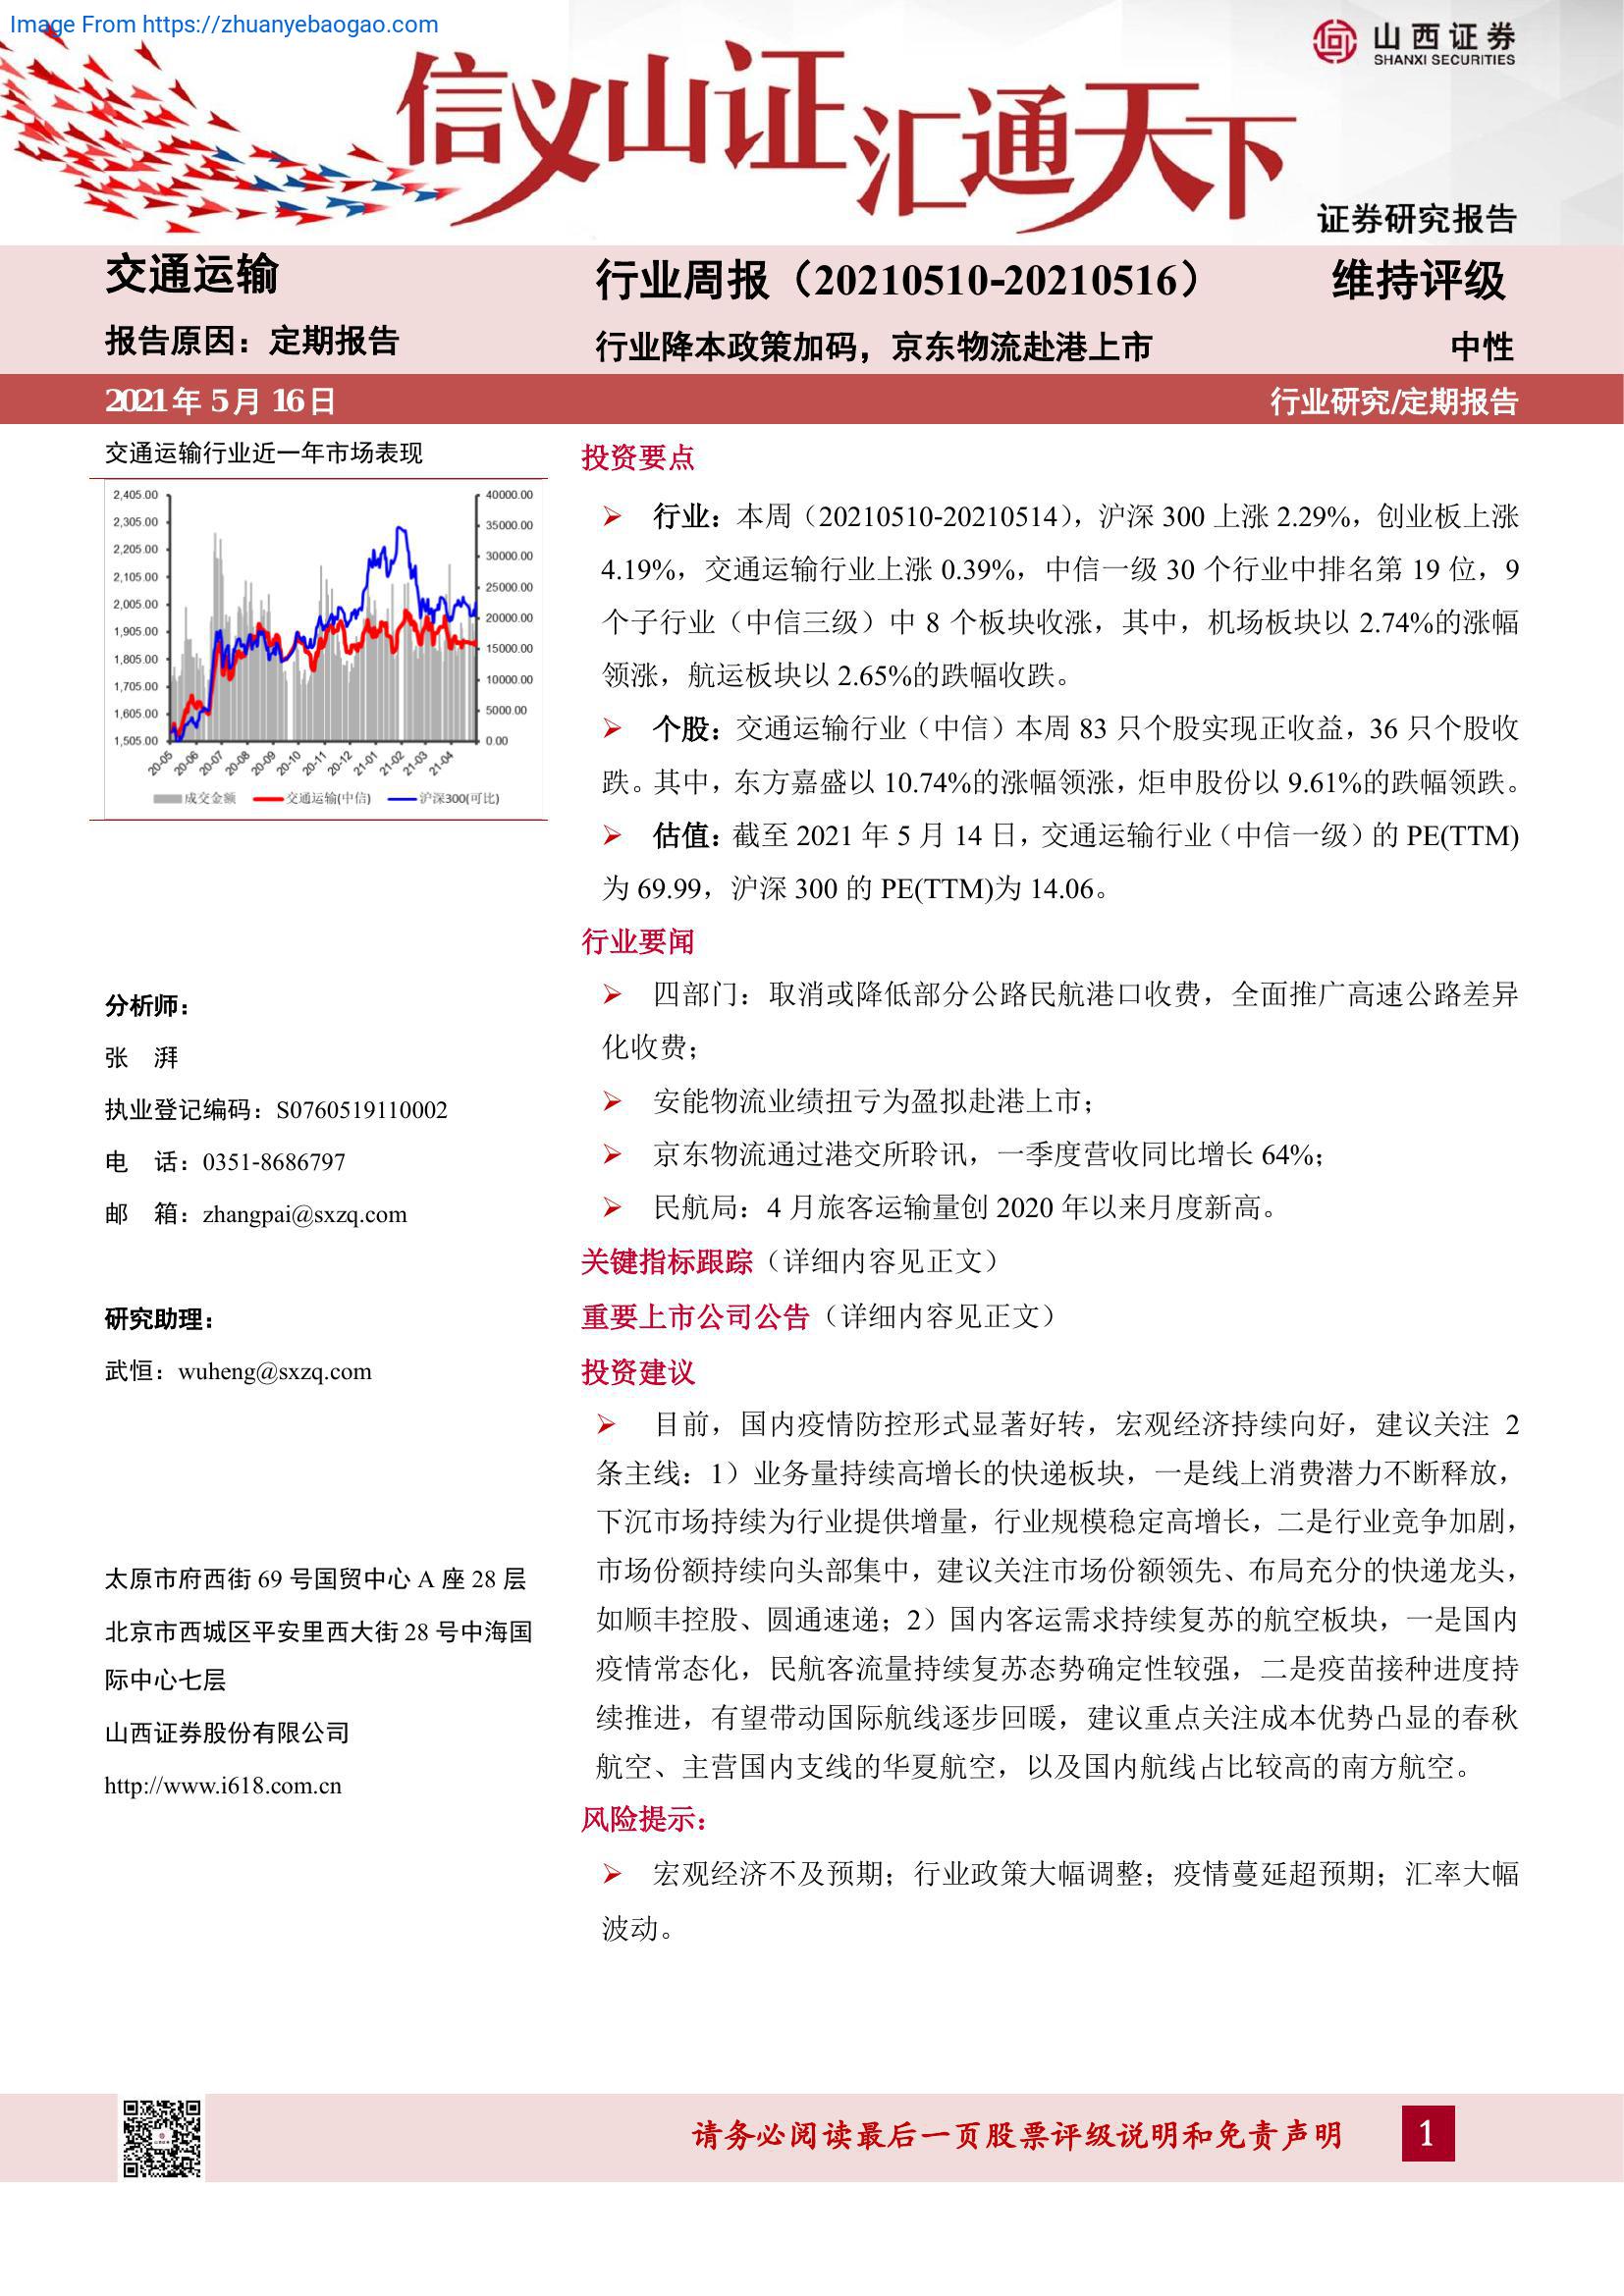 Image From https://zhuanyebaogao.com
山西证券
SHANXI SECURITIES
信义山证汇通天下
证券研究报告
交通运输
报告原因：定期报告
行业周报（20210510-20210516）
维持评级
行业降本政策加码，京东物流赴港上市
中性
2021年 5月 16日
行业研究/定期报告
交通运输行业近一年市场表现
2,405.00
2,305.00
2,205.00
2,105.00
2,005.00
1,905.00
1,805.00
1,705.00
1,605.00
1,505.00
40000.00
35000.00
30000.00
25000.00
20000.00
15000.00
10000.00
5000.00
0.00
20-05 20-06 20-07 20-08 20-09 20-10 20-11 20-12 21-01 21-02 21-03 21-04
成交金额 交通运输(中信) 沪深300(可比)
分析师：
张 湃
执业登记编码：S0760519110002
电 话：0351-8686797
邮 箱：zhangpai@sxzq.com
研究助理：
武恒：wuheng@sxzq.com
太原市府西街 69 号国贸中心 A 座 28 层
北京市西城区平安里西大街 28 号中海国
际中心七层
山西证券股份有限公司
http://www.i618.com.cn
投资要点
行业：本周（20210510-20210514），沪深 300 上涨 2.29%，创业板上涨
4.19%，交通运输行业上涨 0.39%，中信一级 30 个行业中排名第 19 位，9
个子行业（中信三级）中 8 个板块收涨，其中，机场板块以 2.74%的涨幅
领涨，航运板块以 2.65%的跌幅收跌。
个股：交通运输行业（中信）本周 83 只个股实现正收益，36 只个股收
跌。其中，东方嘉盛以 10.74%的涨幅领涨，炬申股份以 9.61%的跌幅领跌。
估值：截至 2021 年 5 月 14 日，交通运输行业（中信一级）的 PE(TTM)
为 69.99，沪深 300 的 PE(TTM)为 14.06。
行业要闻
四部门：取消或降低部分公路民航港口收费，全面推广高速公路差异
化收费；
安能物流业绩扭亏为盈拟赴港上市；
京东物流通过港交所聆讯，一季度营收同比增长 64%；
民航局：4 月旅客运输量创 2020 年以来月度新高。
关键指标跟踪（详细内容见正文）
重要上市公司公告（详细内容见正文）
投资建议
目前，国内疫情防控形式显著好转，宏观经济持续向好，建议关注 2
条主线：1）业务量持续高增长的快递板块，一是线上消费潜力不断释放，
下沉市场持续为行业提供增量，行业规模稳定高增长，二是行业竞争加剧，
市场份额持续向头部集中，建议关注市场份额领先、布局充分的快递龙头，
如顺丰控股、圆通速递；2）国内客运需求持续复苏的航空板块，一是国内
疫情常态化，民航客流量持续复苏态势确定性较强，二是疫苗接种进度持
续推进，有望带动国际航线逐步回暖，建议重点关注成本优势凸显的春秋
航空、主营国内支线的华夏航空，以及国内航线占比较高的南方航空。
风险提示：
宏观经济不及预期；行业政策大幅调整；疫情蔓延超预期；汇率大幅
波动。
请务必阅读最后一页股票评级说明和免责声明
1